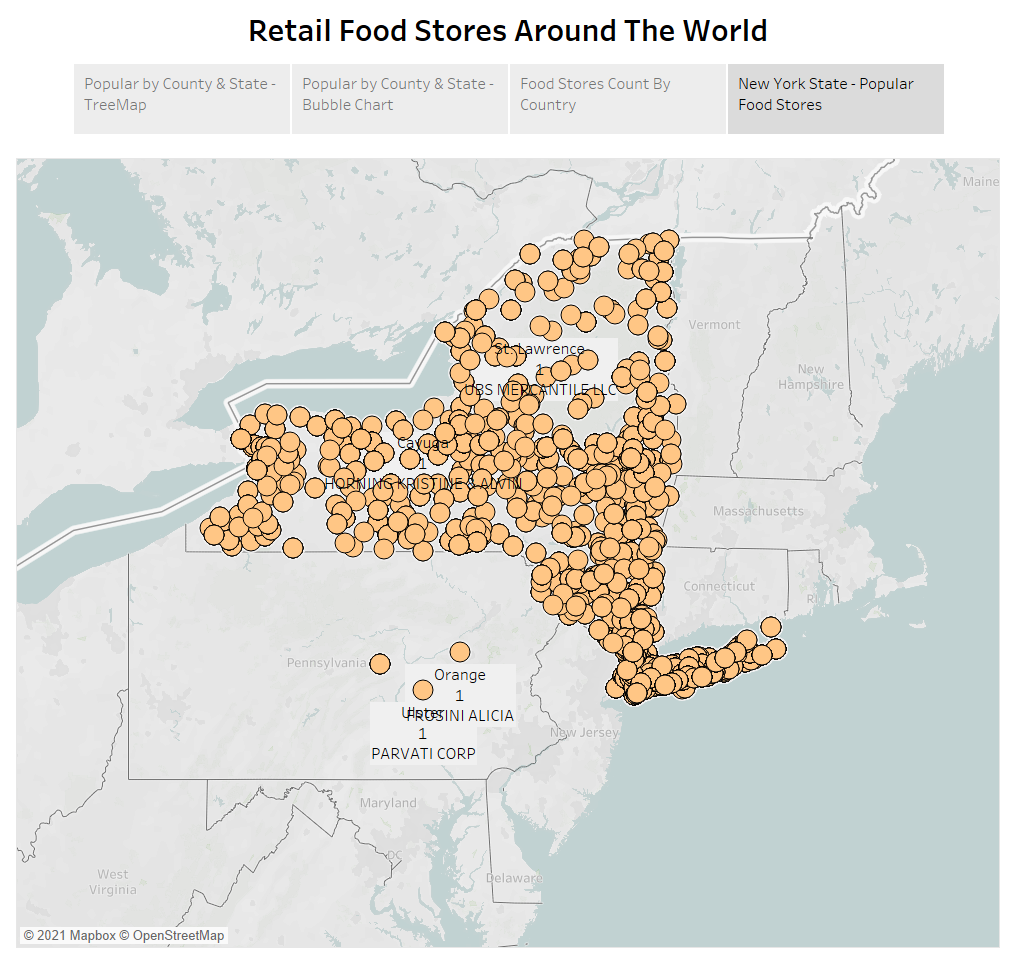 Retail Food Stores Around The World
Popular by County & State -
TreeMap
Popular by County & State -
Bubble Chart
Food Stores Count By
Country
New York State - Popular
Food Stores
Maine
Vermont
New
Hampshire
St. Lawrence
1
UBS MERCANTILE LLC
Cayuga
1
HORNING KRISTINE & ALVIN
Massachusetts
Connecticut
RI
Pennsylvania
Orange
1
FROSINI ALICIA
Ulster
1
PARVATI CORP
New Jersey
Maryland
DC
West
Virginia
Delaware
© 2021 Mapbox © OpenStreetMap